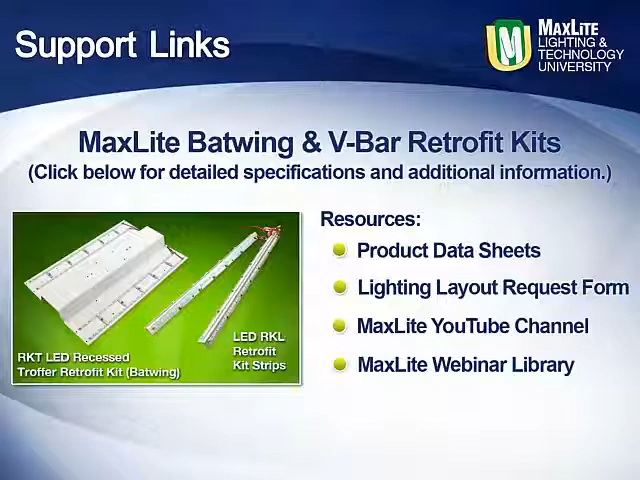 Support Links
MAXLITE
LIGHTING &
TECHNOLOGY
UNIVERSITY
MaxLite Batwing & V-Bar Retrofit Kits
(Click below for detailed specifications and additional information.)
RKT LED Recessed
Troffer Retrofit Kit (Batwing)
LED RKL
Retrofit
Kit Strips
Resources:
Product Data Sheets
Lighting Layout Request Form
MaxLite YouTube Channel
MaxLite Webinar Library